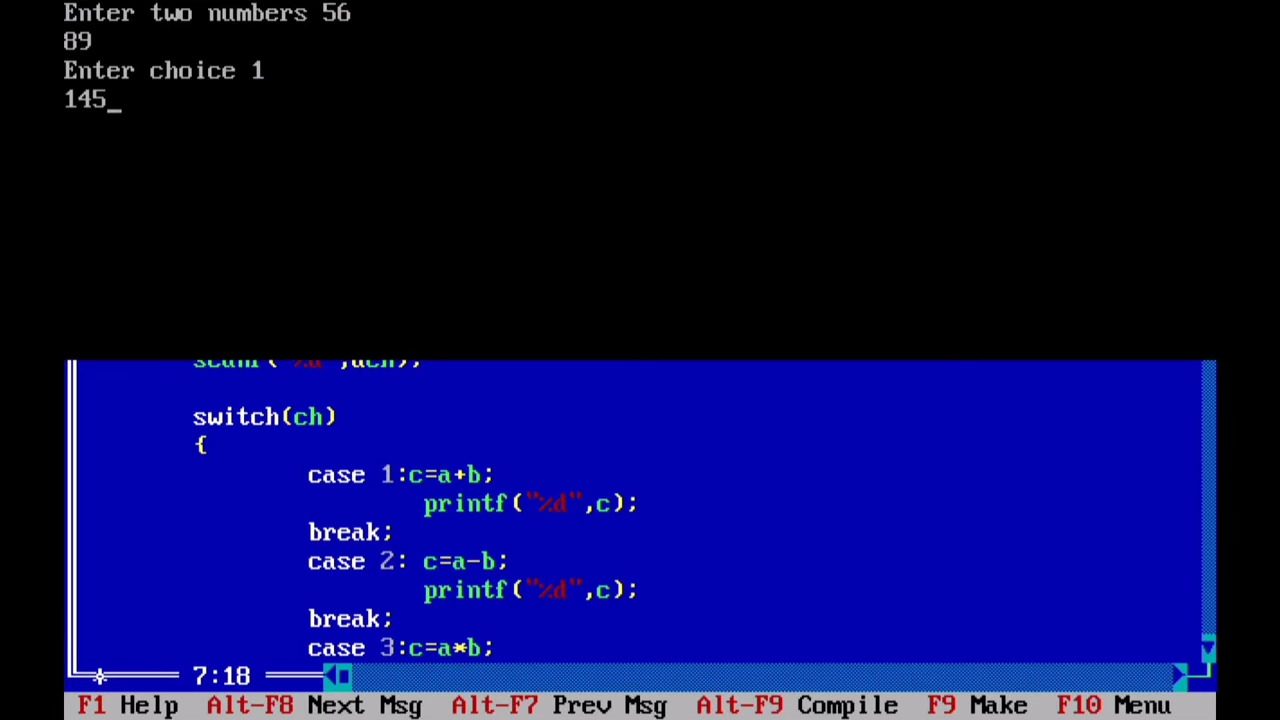 Enter two numbers 56
89
Enter choice 1
145_
switch(ch)
{
case 1:c=a+b;
printf("%d",c);
break;
case 2: c=a-b;
printf("%d",c);
break;
case 3:c=a*b;
7:18
F1 Help Alt-F8 Next Msg Alt-F7 Prev Msg Alt-F9 Compile F9 Make F10 Menu